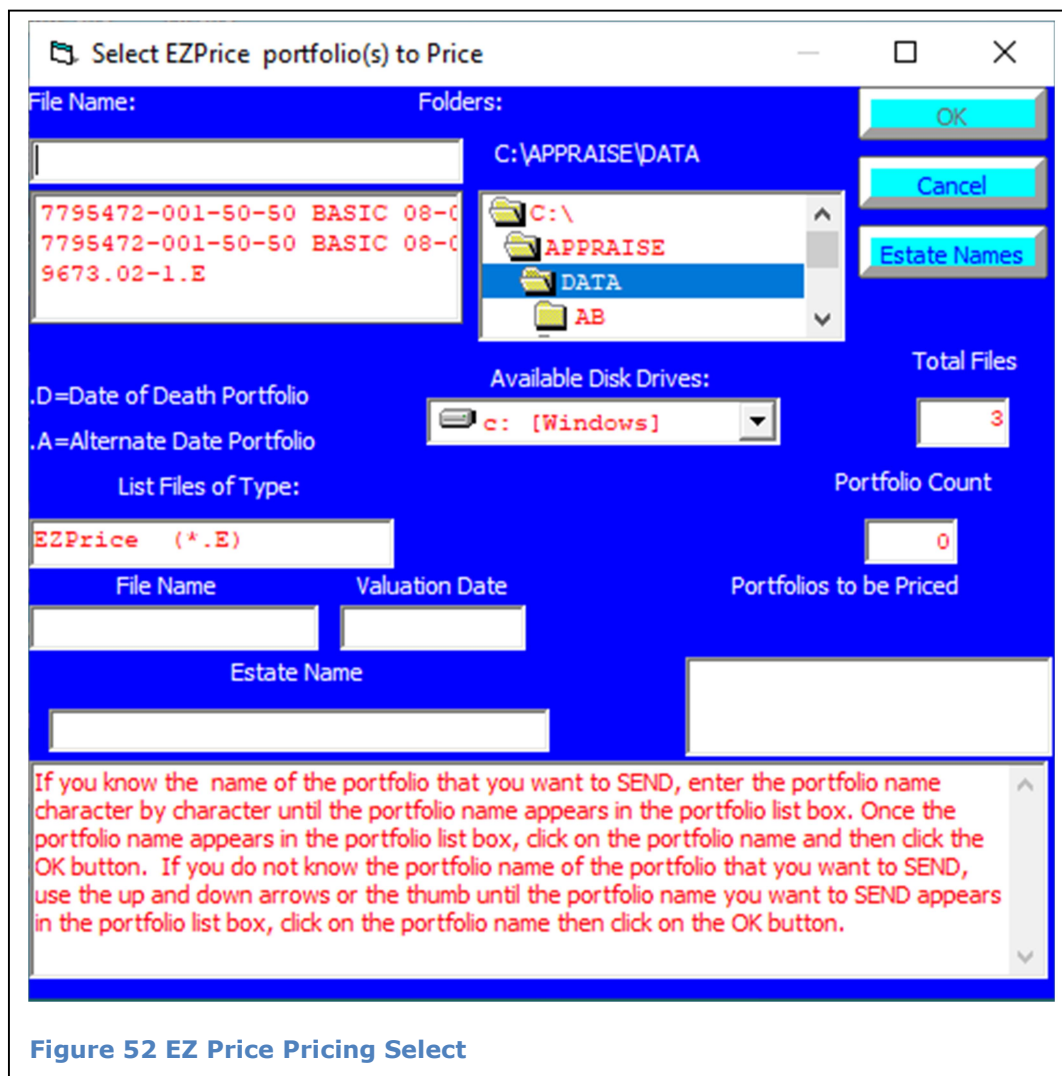 Select EZPrice portfolio(s) to Price
File Name:
Folders:
OK
C:\APPRAISE\DATA
Cancel
7795472-001-50-50 BASIC 08-0
7795472-001-50-50 BASIC 08-0
9673.02-1.E
C:\
APPRAISE
DATA
AB
Estate Names
Total Files
3
Available Disk Drives:
c: [Windows]
.D=Date of Death Portfolio
.A=Alternate Date Portfolio
List Files of Type:
EZPrice (*.E)
Portfolio Count
0
File Name
Valuation Date
Portfolios to be Priced
Estate Name
If you know the name of the portfolio that you want to SEND, enter the portfolio name
character by character until the portfolio name appears in the portfolio list box. Once the
portfolio name appears in the portfolio list box, click on the portfolio name and then click the
OK button. If you do not know the portfolio name of the portfolio that you want to SEND,
use the up and down arrows or the thumb until the portfolio name you want to SEND appears
in the portfolio list box, click on the portfolio name then click on the OK button.
Figure 52 EZ Price Pricing Select